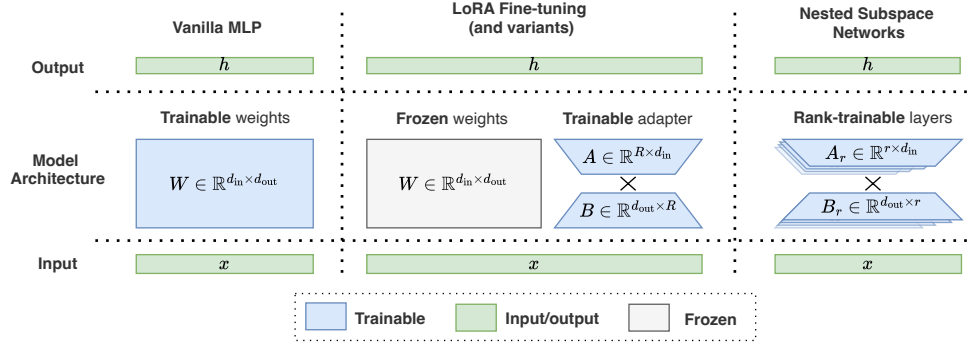 Vanilla MLP
LoRA Fine-tuning
(and variants)
Nested Subspace
Networks
Output
h
h
h
Trainable weights
Frozen weights
Trainable adapter
Rank-trainable layers
Model
Architecture
W ∈ ℝ^{d_in×d_out}
W ∈ ℝ^{d_in×d_out}
A ∈ ℝ^{R×d_in}
×
B ∈ ℝ^{d_out×R}
A_r ∈ ℝ^{r×d_in}
×
B_r ∈ ℝ^{d_out×r}
Input
x
x
x
Trainable
Input/output
Frozen